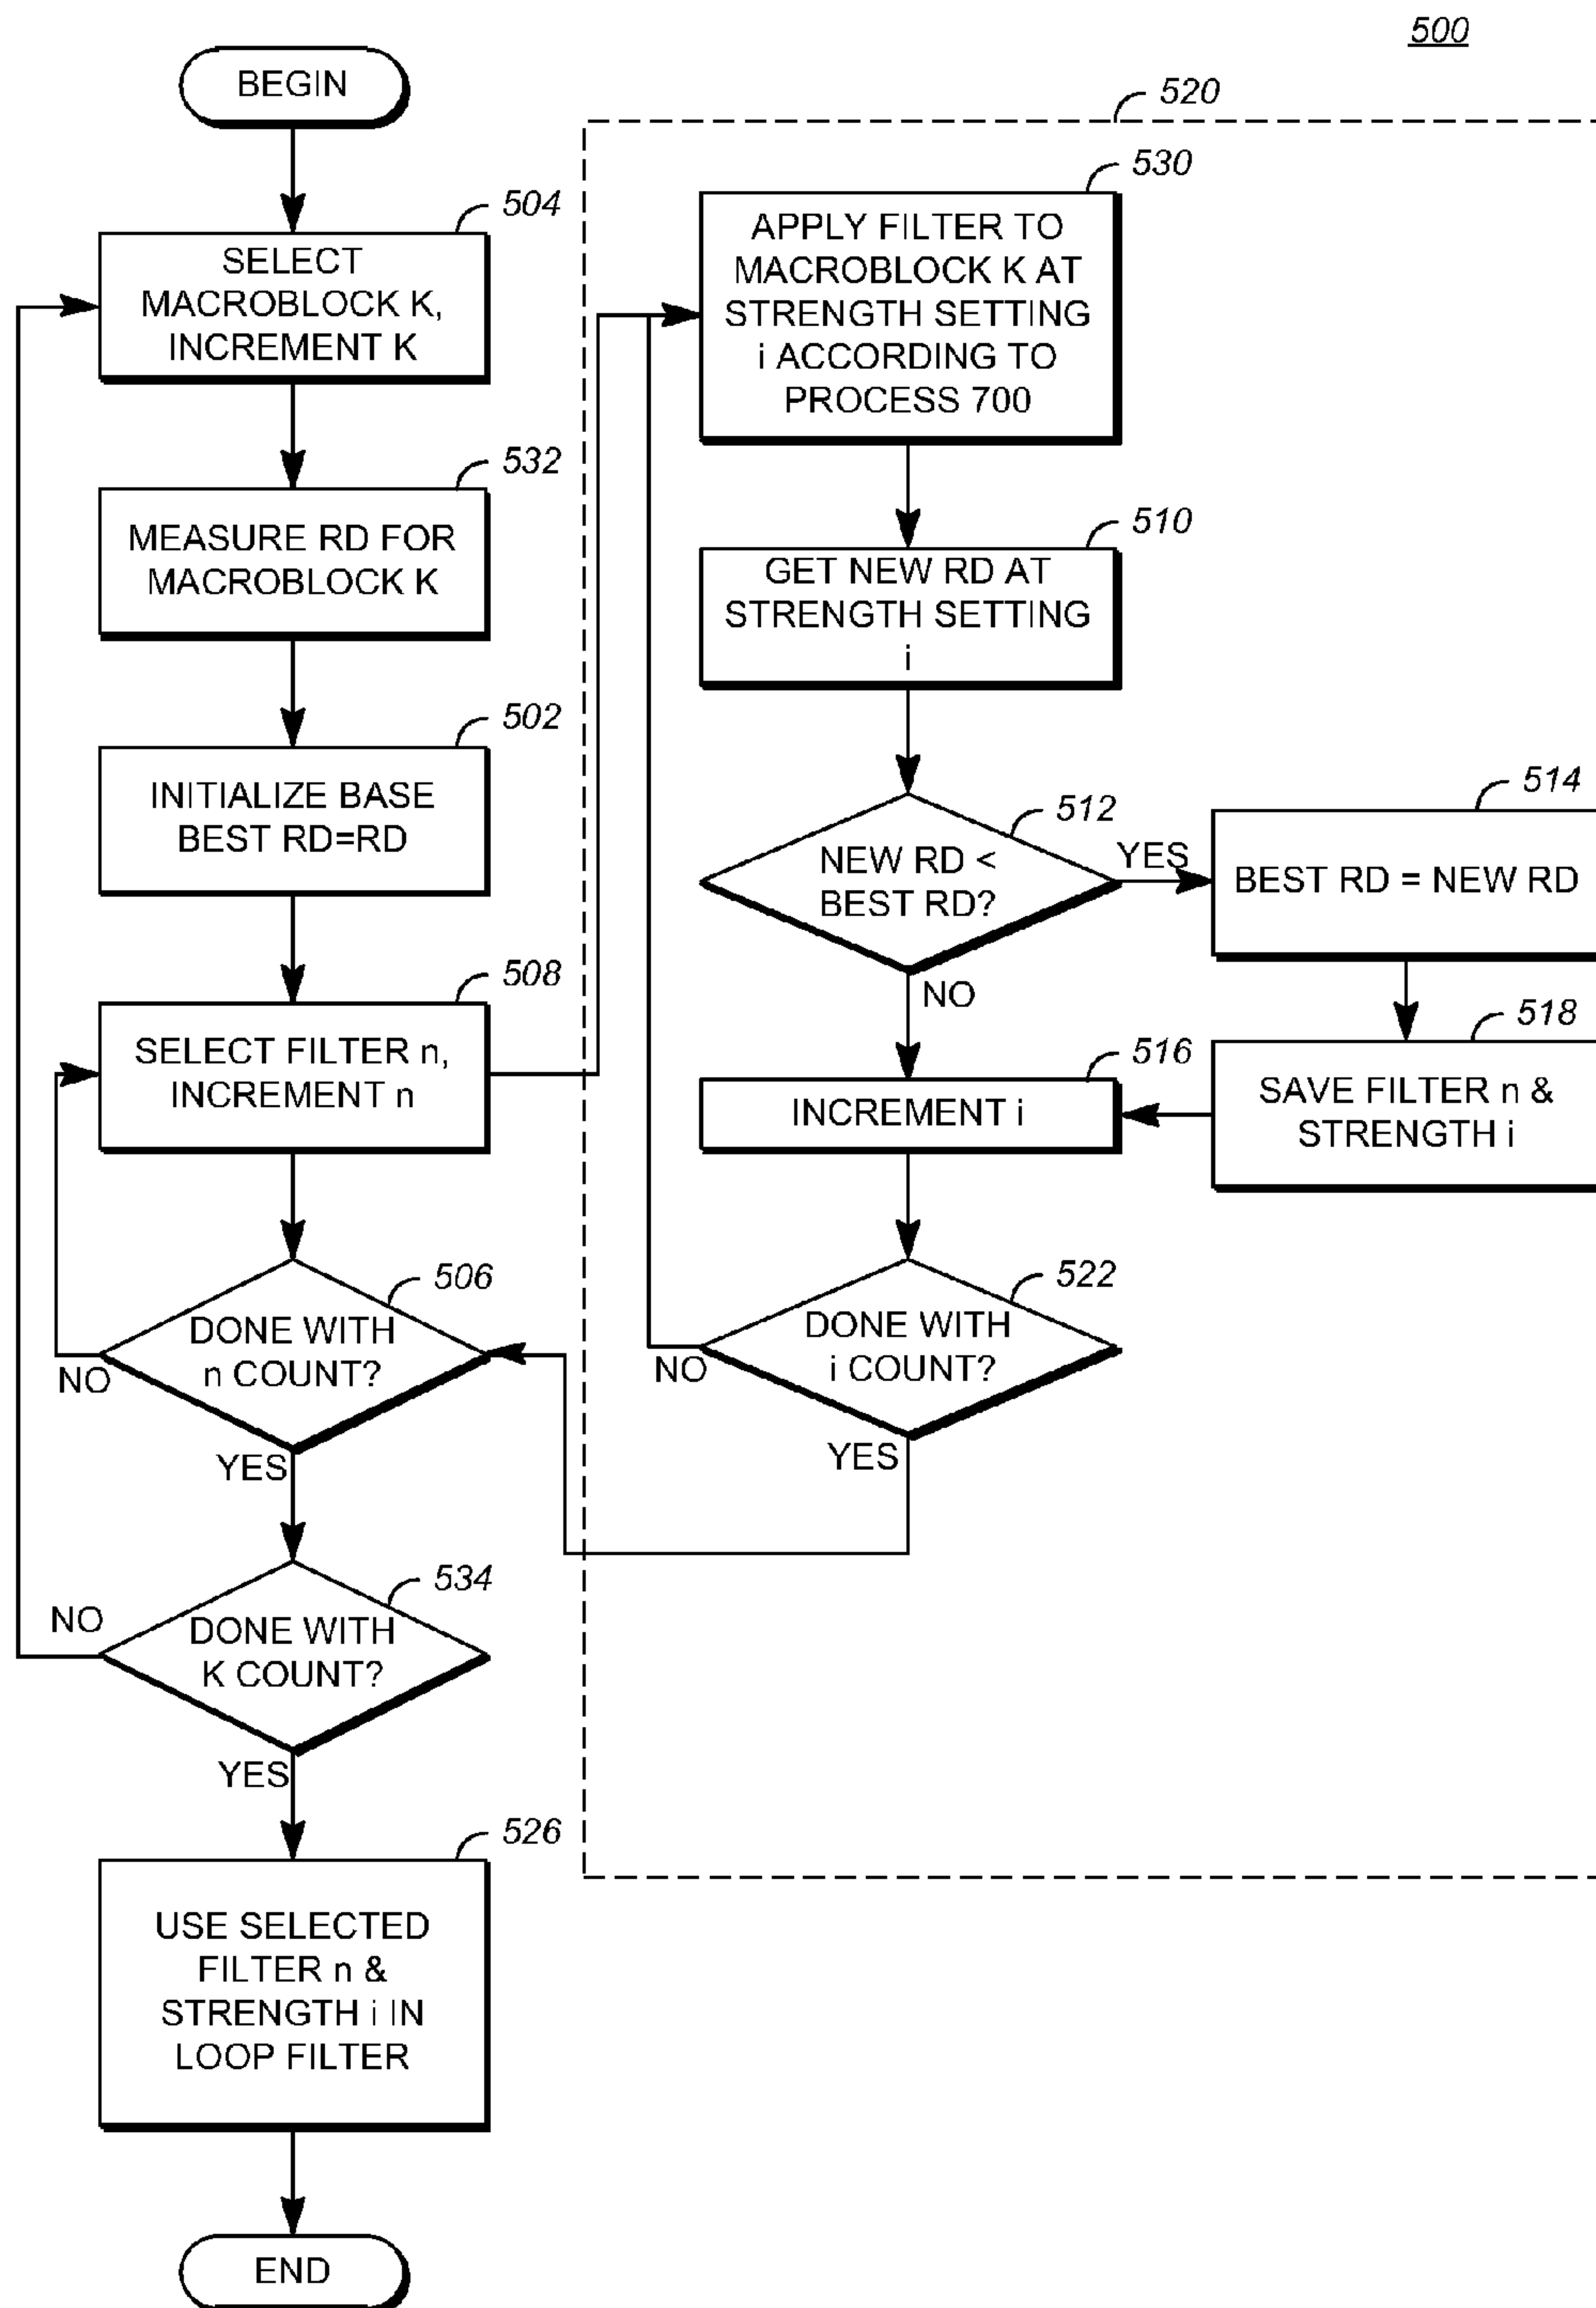 500
BEGIN
504
SELECT
MACROBLOCK K,
INCREMENT K
532
MEASURE RD FOR
MACROBLOCK K
502
INITIALIZE BASE
BEST RD=RD
508
SELECT FILTER n,
INCREMENT n
506
DONE WITH
n COUNT?
NO
YES
534
DONE WITH
K COUNT?
NO
YES
526
USE SELECTED
FILTER n &
STRENGTH i IN
LOOP FILTER
END
520
530
APPLY FILTER TO
MACROBLOCK K AT
STRENGTH SETTING
i ACCORDING TO
PROCESS 700
510
GET NEW RD AT
STRENGTH SETTING
i
512
NEW RD <
BEST RD?
YES
NO
514
BEST RD = NEW RD
518
SAVE FILTER n &
STRENGTH i
516
INCREMENT i
522
DONE WITH
i COUNT?
NO
YES